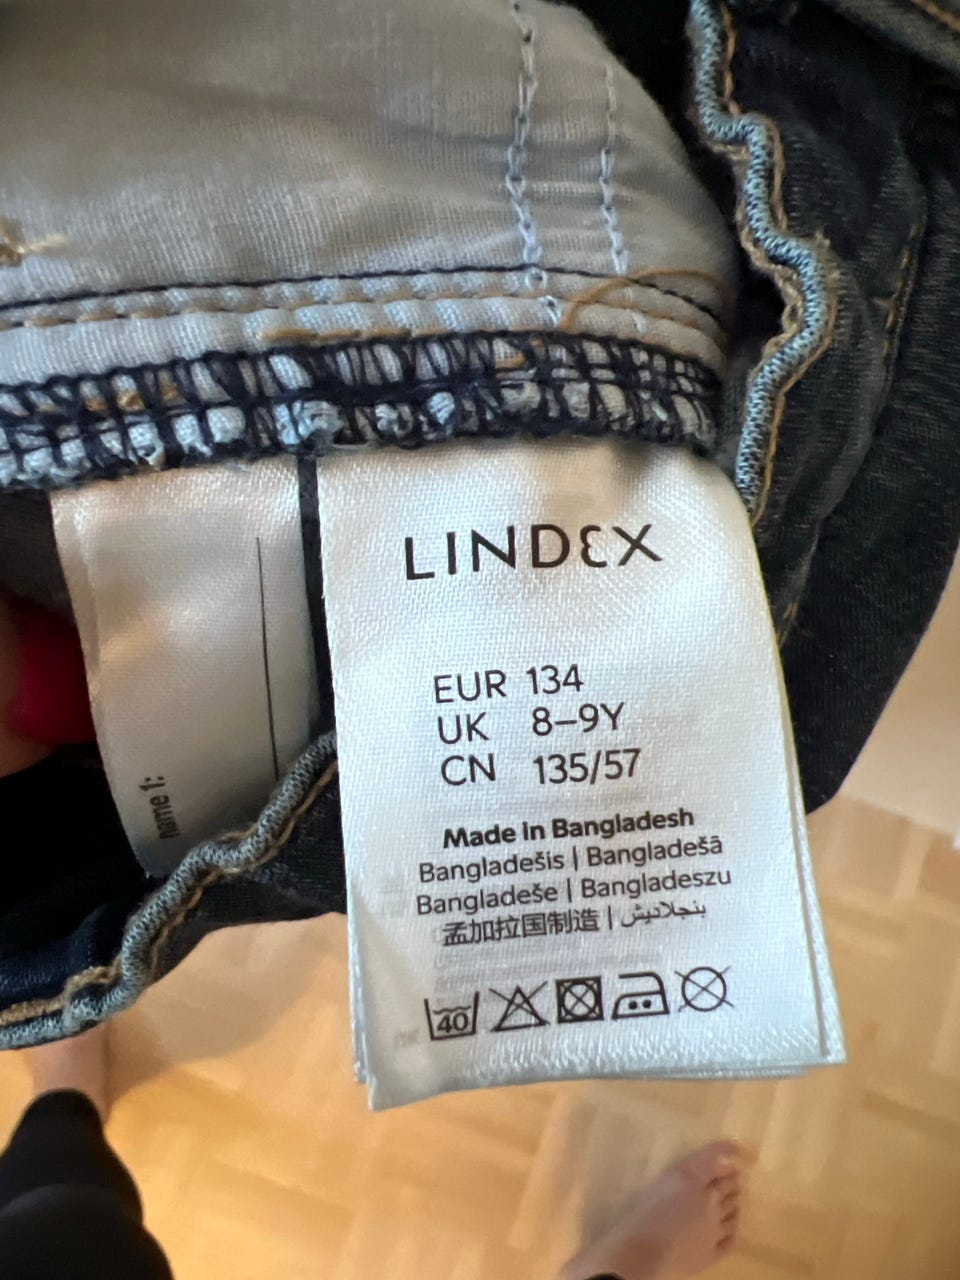 LINDEX
EUR 134
UK 8–9Y
CN 135/57
Made in Bangladesh
Bangladešis | Bangladešā
Bangladeše | Bangladeszu
孟加拉国制造 | بنجلاديش
40
name 1: